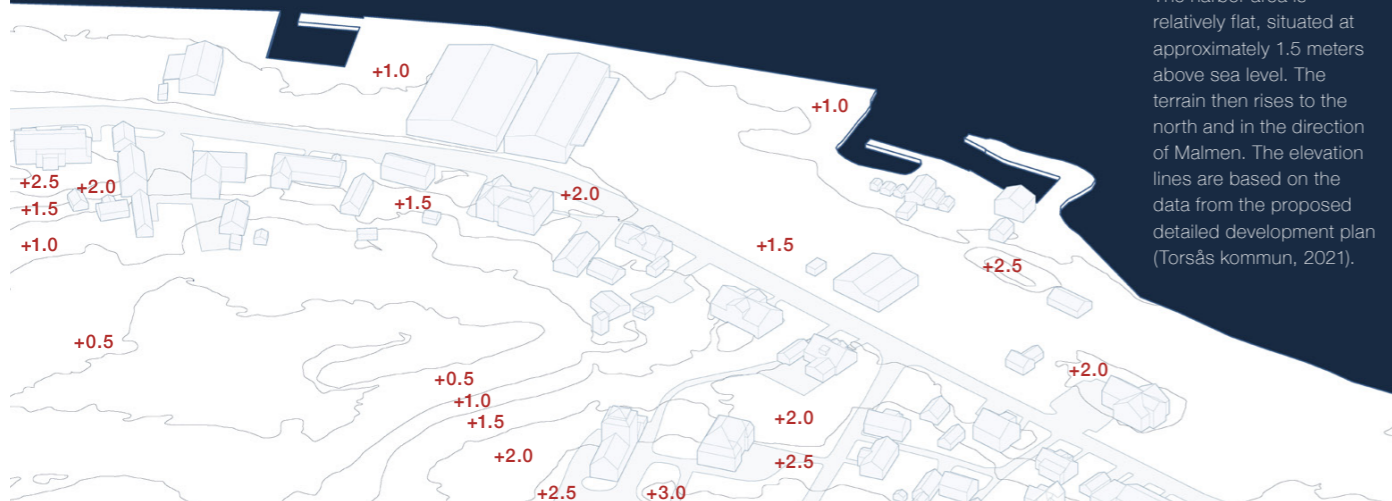 The harbor area is
relatively flat, situated at
approximately 1.5 meters
above sea level. The
terrain then rises to the
north and in the direction
of Malmen. The elevation
lines are based on the
data from the proposed
detailed development plan
(Torsås kommun, 2021).
+1.0
+1.0
+2.5
+2.0
+1.5
+1.5
+2.0
+1.0
+1.5
+2.5
+0.5
+0.5
+2.0
+1.0
+1.5
+2.0
+2.0
+2.5
+2.5
+3.0